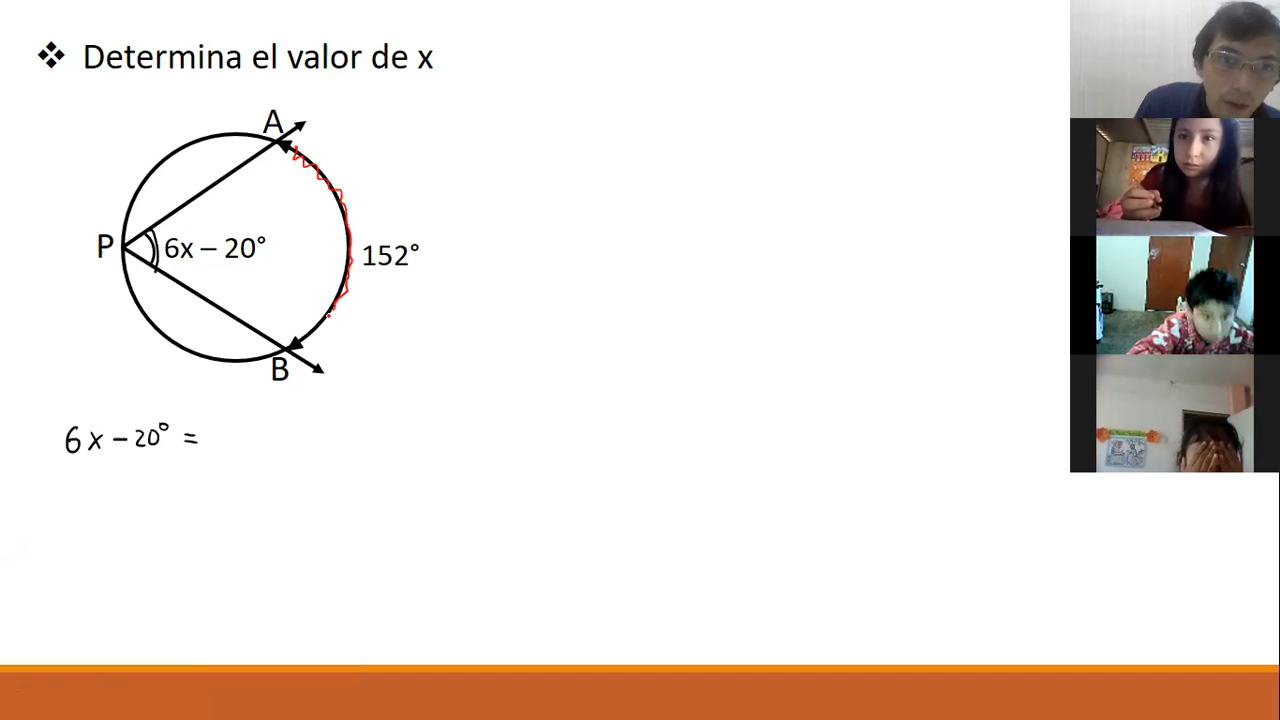 ❖ Determina el valor de x
A
P
6x – 20°
152°
B
6x – 20° =